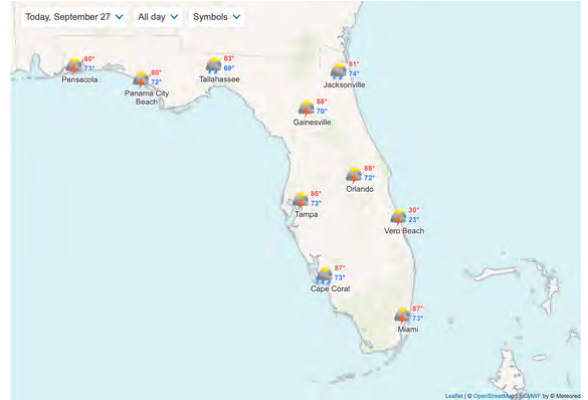 Today, September 27 All day Symbols
80°
73°
Pensacola
80°
72°
Panama City
Beach
83°
69°
Tallahassee
81°
74°
Jacksonville
88°
70°
Gainesville
88°
72°
Orlando
86°
73°
Tampa
30°
23°
Vero Beach
87°
73°
Cape Coral
87°
73°
Miami
Leaflet | © OpenStreetMap | ECMWF by © Meteored